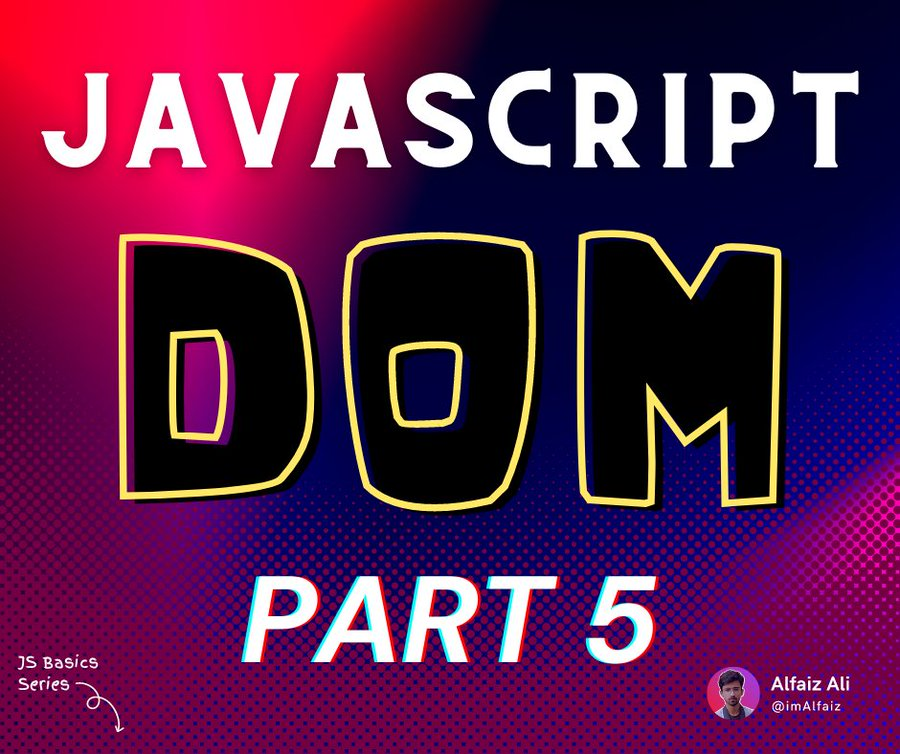 JAVASCRIPT
DOM
PART 5
JS Basics
Series
Alfaiz Ali
@imAlfaiz